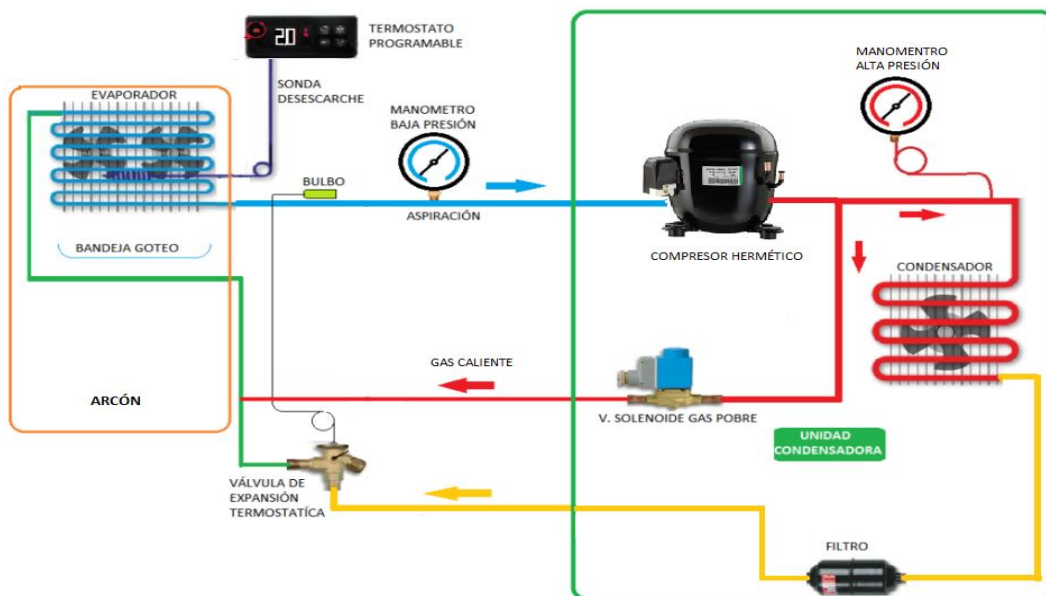 TERMOSTATO
PROGRAMABLE
20
SONDA
DESESCARCHE
EVAPORADOR
MANOMETRO
BAJA PRESIÓN
MANOMENTRO
ALTA PRESIÓN
BULBO
ASPIRACIÓN
BANDEJA GOTEO
COMPRESOR HERMÉTICO
CONDENSADOR
GAS CALIENTE
ARCÓN
V. SOLENOIDE GAS POBRE
UNIDAD
CONDENSADORA
VÁLVULA DE
EXPANSIÓN
TERMOSTATÍCA
FILTRO